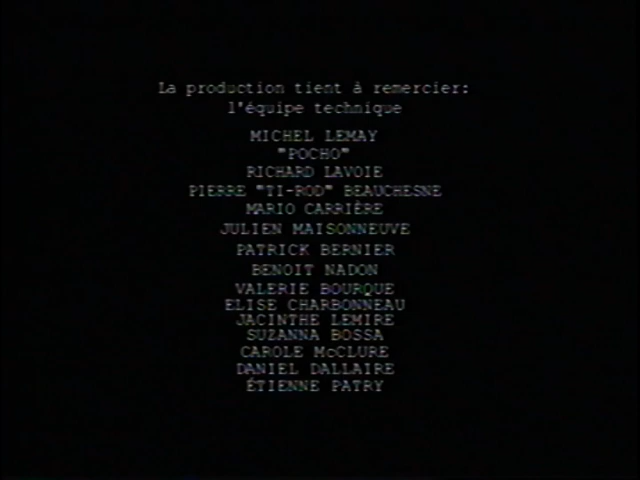 La production tient à remercier:
l'équipe technique
MICHEL LEMAY
"POCHO"
RICHARD LAVOIE
PIERRE "TI-ROD" BEAUCHESNE
MARIO CARRIÈRE
JULIEN MAISONNEUVE
PATRICK BERNIER
BENOIT NADON
VALERIE BOURQUE
ELISE CHARBONNEAU
JACINTHE LEMIRE
SUZANNA BOSSA
CAROLE McCLURE
DANIEL DALLAIRE
ÉTIENNE PATRY